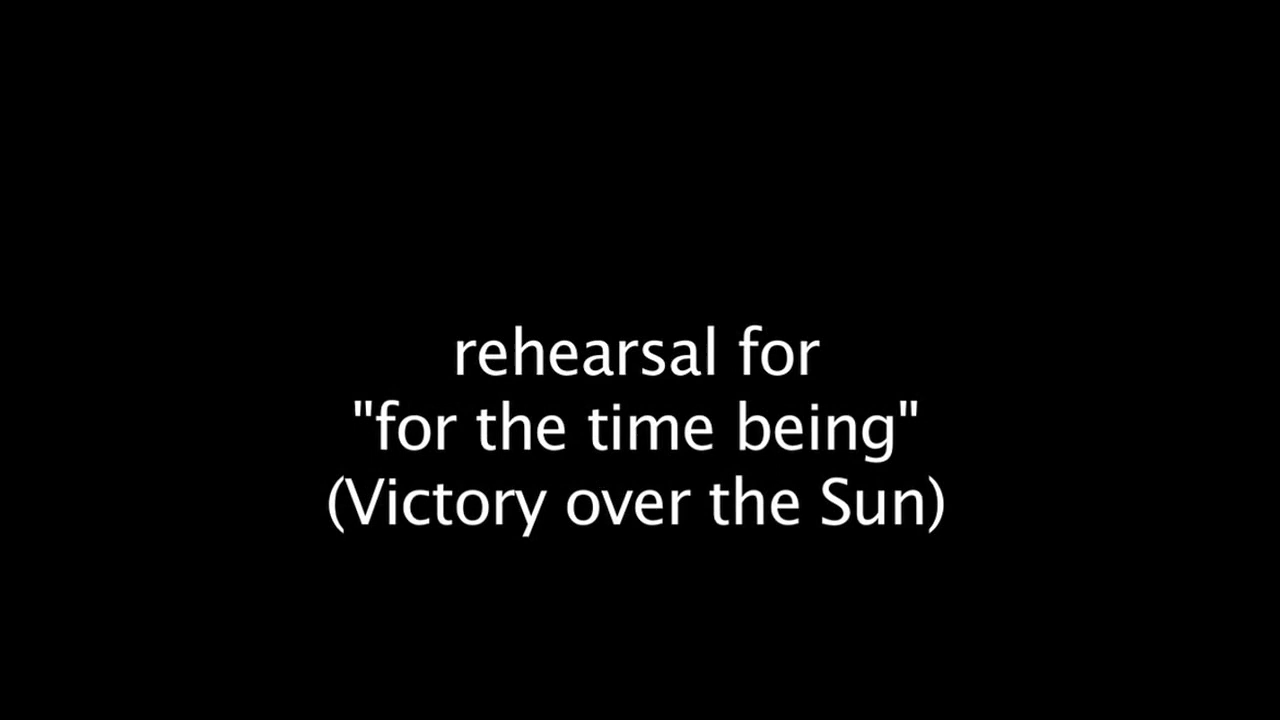 rehearsal for
"for the time being"
(Victory over the Sun)